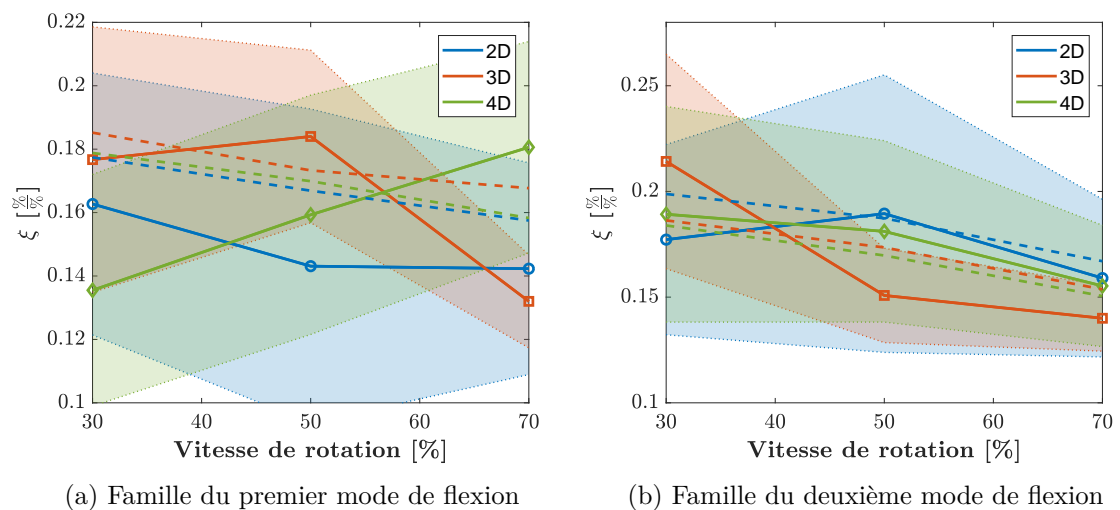 0.22
0.2
0.18
0.16
0.14
0.12
0.1
ξ [%/%]
30 40 50 60 70
Vitesse de rotation [%]
2D
3D
4D
(a) Famille du premier mode de flexion
0.25
0.2
0.15
0.1
ξ [%/%]
30 40 50 60 70
Vitesse de rotation [%]
2D
3D
4D
(b) Famille du deuxième mode de flexion